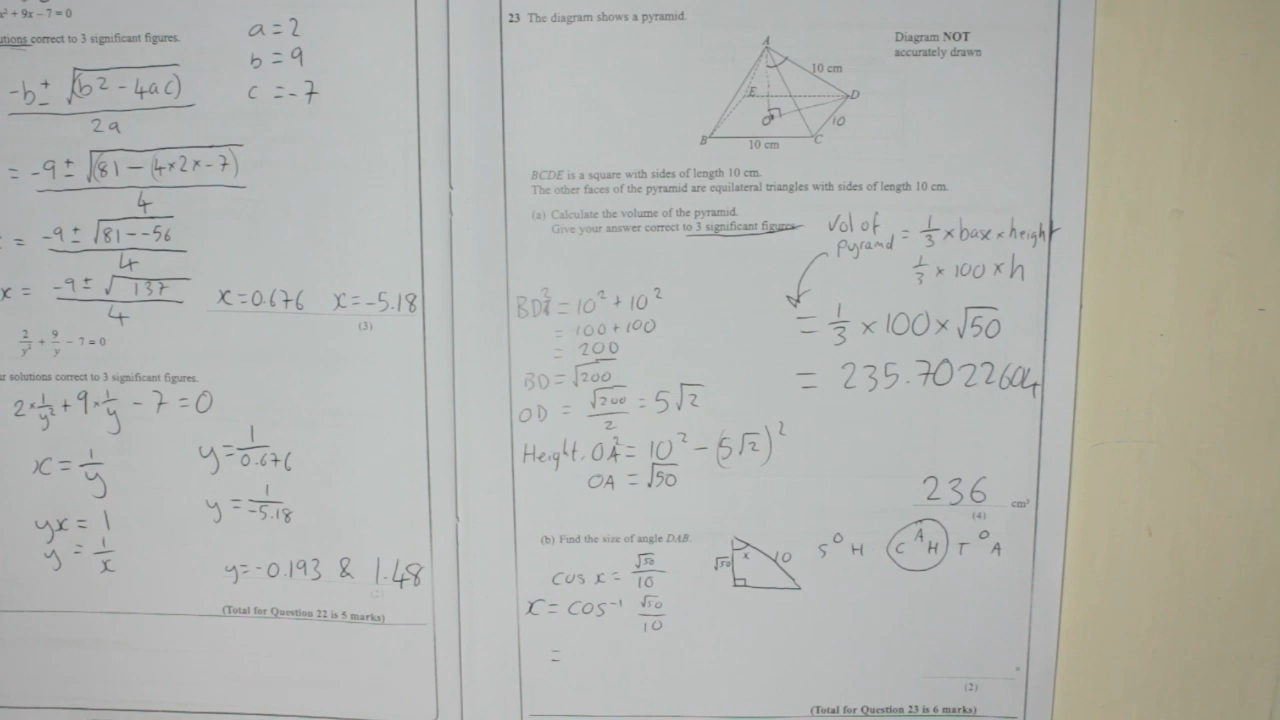 x² + 9x – 7 = 0
utions correct to 3 significant figures.
a = 2
b = 9
c = -7
-b ± √(b² - 4ac)
2a
= -9 ± √(81 - (4×2×-7)
4
= -9 ± √81--56
4
x = -9 ± √137
4
x = 0.676 x = -5.18
(3)
2/y² + 9/y – 7 = 0
solutions correct to 3 significant figures.
2 × 1/y² + 9 × 1/y - 7 = 0
x = 1/y
yx = 1
y = 1/x
y = 1/0.676
y = 1/-5.18
y = -0.193 & 1.48
(2)
(Total for Question 22 is 5 marks)
23 The diagram shows a pyramid.
Diagram NOT
accurately drawn
A
10 cm
E
D
O
10
B
C
10 cm
BCDE is a square with sides of length 10 cm.
The other faces of the pyramid are equilateral triangles with sides of length 10 cm.
(a) Calculate the volume of the pyramid.
Give your answer correct to 3 significant figures.
Vol of pyramid = 1/3 × base × height
1/3 × 100 × h
= 1/3 × 100 × √50
= 235.7022604
BD² = 10² + 10²
= 100 + 100
= 200
BD = √200
OD = √200/2 = 5√2
Height. OA² = 10² - (5√2)²
OA = √50
236 cm³
(4)
(b) Find the size of angle DAB.
cos x = √50/10
x = cos⁻¹ √50/10
=
√50 x 10
S O H C A H T O A
(2)
(Total for Question 23 is 6 marks)